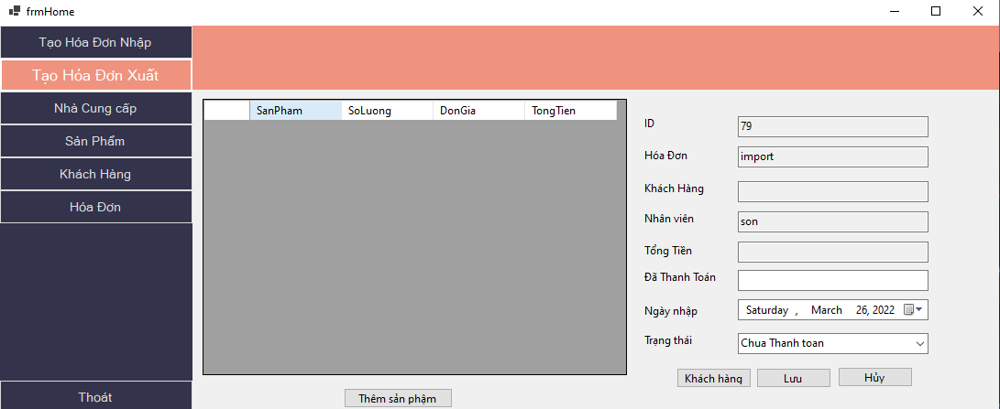 frmHome
Tạo Hóa Đơn Nhập
Tạo Hóa Đơn Xuất
Nhà Cung cấp
Sản Phẩm
Khách Hàng
Hóa Đơn
Thoát
SanPham SoLuong DonGia TongTien
Thêm sản phậm
ID 79
Hóa Đơn import
Khách Hàng
Nhân viên son
Tổng Tiền
Đã Thanh Toán
Ngày nhập Saturday , March 26, 2022
Trạng thái Chua Thanh toan
Khách hàng Lưu Hủy